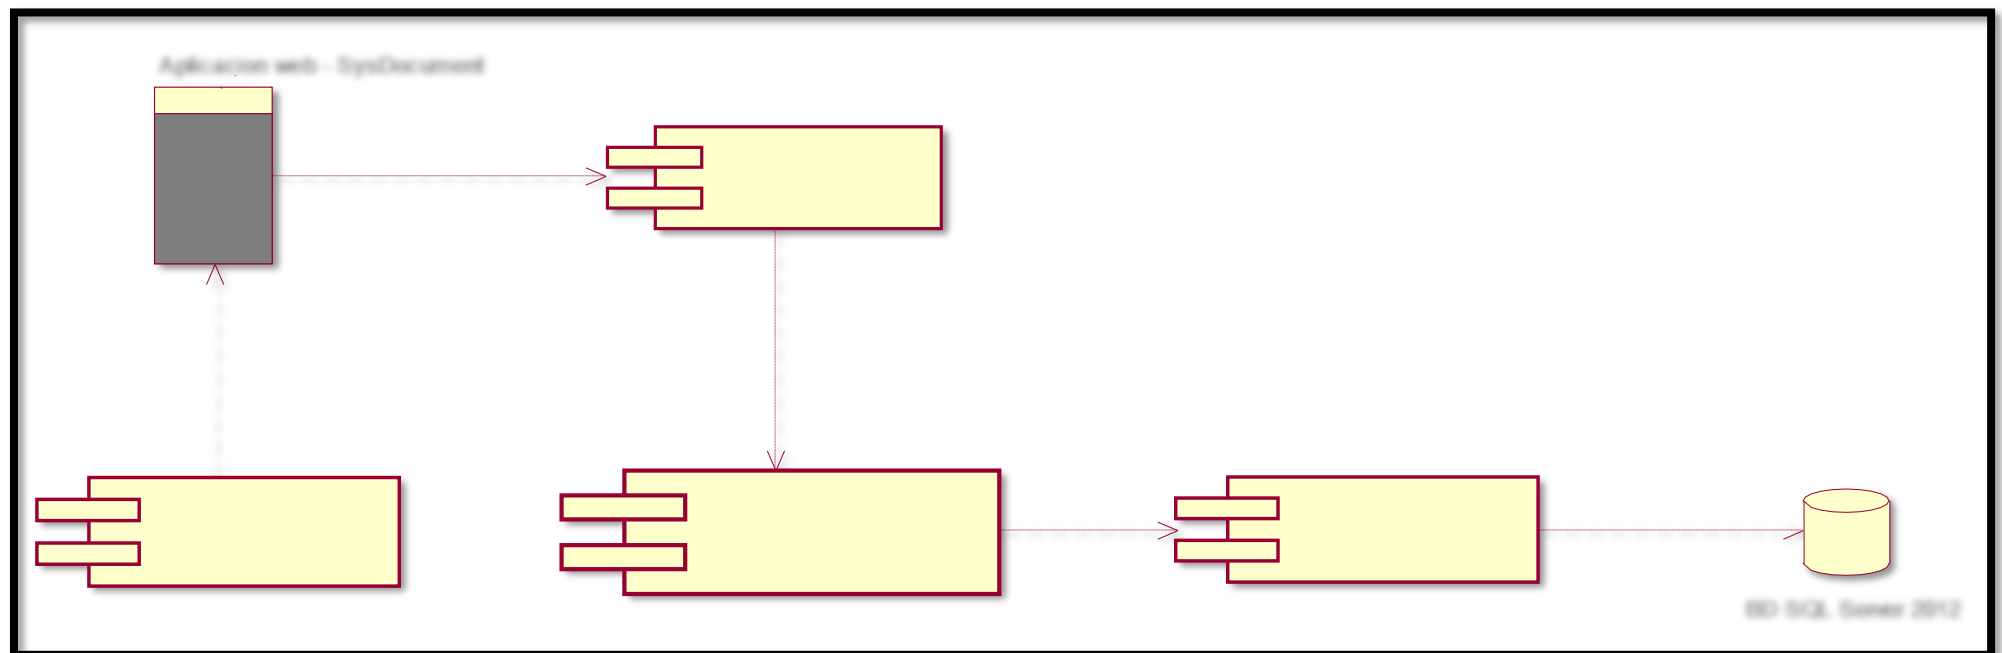 Aplicacion web - SysDocument
BD SQL Server 2012